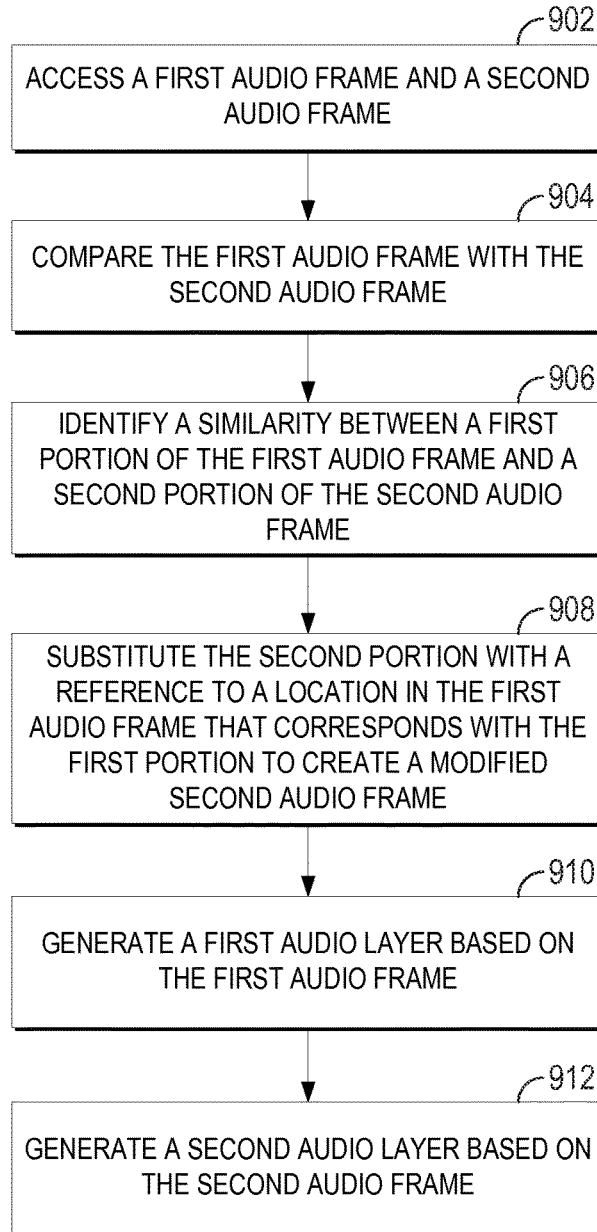 902
ACCESS A FIRST AUDIO FRAME AND A SECOND
AUDIO FRAME
904
COMPARE THE FIRST AUDIO FRAME WITH THE
SECOND AUDIO FRAME
906
IDENTIFY A SIMILARITY BETWEEN A FIRST
PORTION OF THE FIRST AUDIO FRAME AND A
SECOND PORTION OF THE SECOND AUDIO
FRAME
908
SUBSTITUTE THE SECOND PORTION WITH A
REFERENCE TO A LOCATION IN THE FIRST
AUDIO FRAME THAT CORRESPONDS WITH THE
FIRST PORTION TO CREATE A MODIFIED
SECOND AUDIO FRAME
910
GENERATE A FIRST AUDIO LAYER BASED ON
THE FIRST AUDIO FRAME
912
GENERATE A SECOND AUDIO LAYER BASED ON
THE SECOND AUDIO FRAME